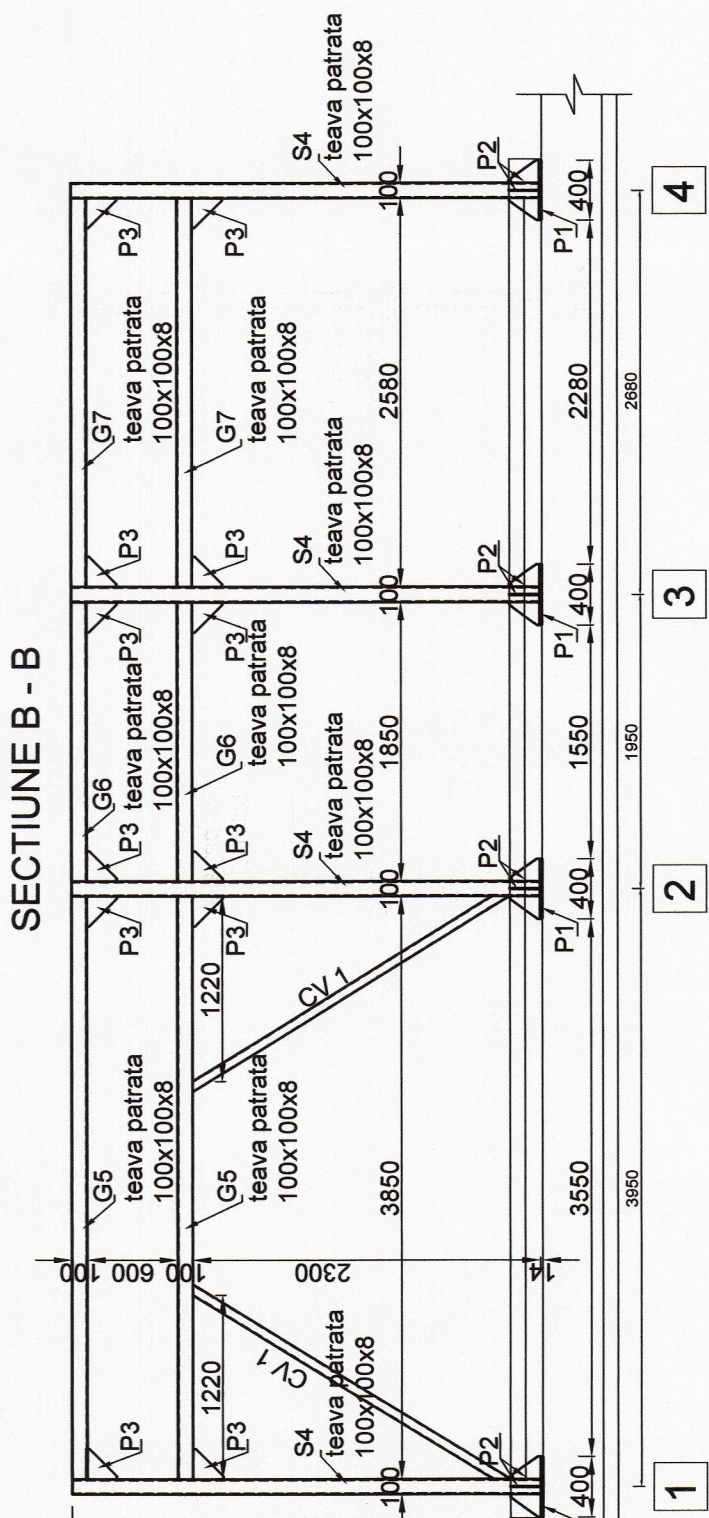 SECTIUNE B - B
G5
teava patrata
100x100x8
G6
teava patrata
100x100x8
G7
teava patrata
100x100x8
P3
P3
P3
P3
P3
P3
G5
teava patrata
100x100x8
G6
teava patrata
100x100x8
G7
teava patrata
100x100x8
P3
P3
P3
P3
P3
P3
1220
1220
CV 1
CV 1
S4
teava patrata
100x100x8
S4
teava patrata
100x100x8
S4
teava patrata
100x100x8
S4
teava patrata
100x100x8
100
600
100
2300
14
100
3850
100
1850
100
2580
100
P2
P2
P2
P2
P1
P1
P1
400
3550
400
1550
400
2280
400
3950
1950
2680
1
2
3
4